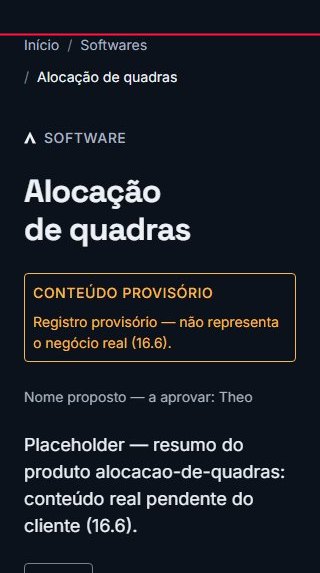 Início / Softwares
/ Alocação de quadras
SOFTWARE
Alocação
de quadras
CONTEÚDO PROVISÓRIO
Registro provisório — não representa
o negócio real (16.6).
Nome proposto — a aprovar: Theo
Placeholder — resumo do
produto alocacao-de-quadras:
conteúdo real pendente do
cliente (16.6).